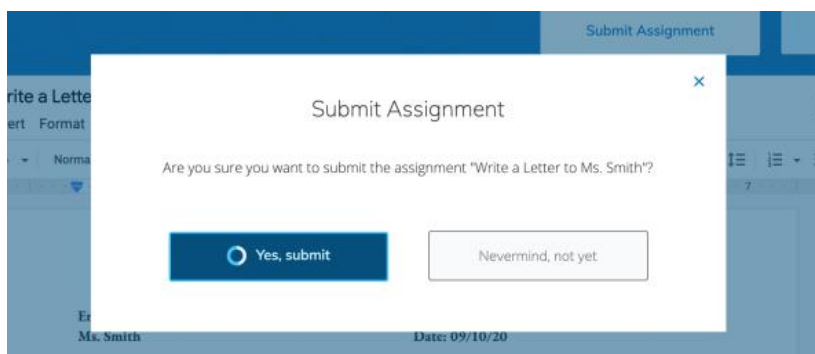 Submit Assignment
rite a Lette
Submit Assignment
ert Format
Norma
Are you sure you want to submit the assignment "Write a Letter to Ms. Smith"?
7
Yes, submit
Nevermind, not yet
Er
Ms. Smith Date: 09/10/20